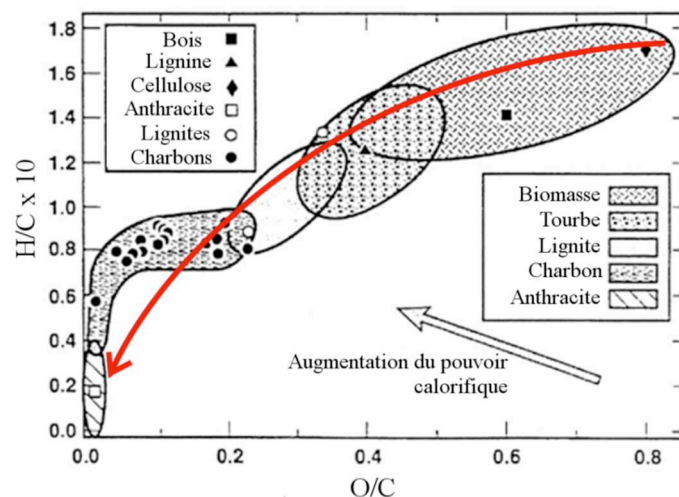 Bois
Lignine
Cellulose
Anthracite
Lignites
Charbons
H/C x 10
1.8
1.6
1.4
1.2
1.0
0.8
0.6
0.4
0.2
0.0
Biomasse
Tourbe
Lignite
Charbon
Anthracite
Augmentation du pouvoir
calorifique
0.0
0.2
0.4
0.6
0.8
O/C